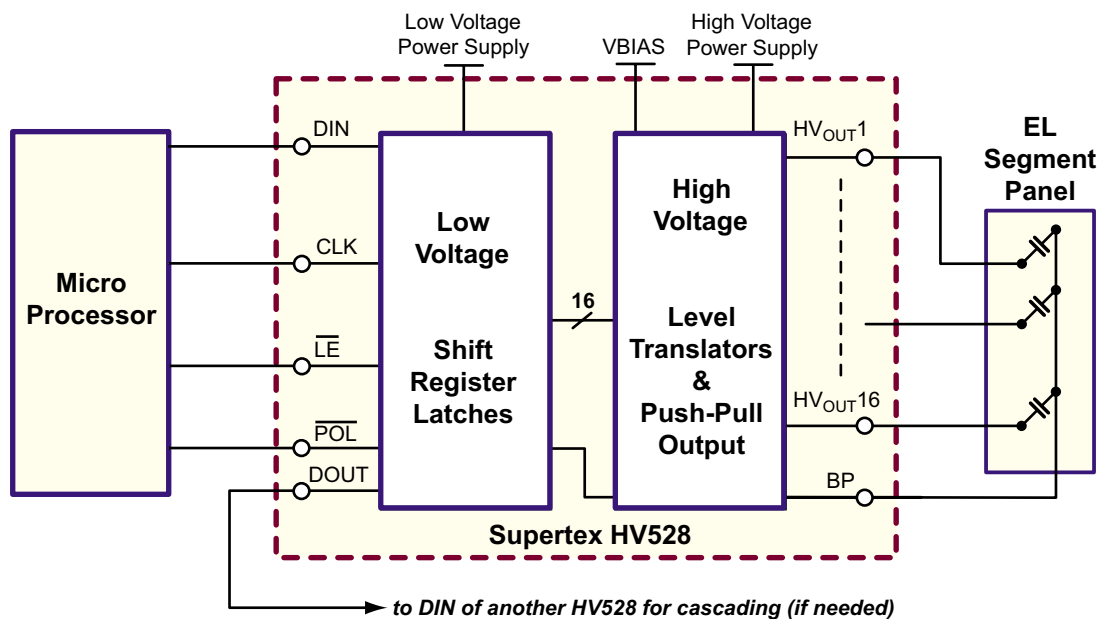 Low Voltage
Power Supply
VBIAS
High Voltage
Power Supply
DIN
CLK
LE
POL
DOUT
Micro
Processor
Low
Voltage
Shift
Register
Latches
16
High
Voltage
Level
Translators
&
Push-Pull
Output
HVOUT1
HVOUT16
BP
EL
Segment
Panel
Supertex HV528
to DIN of another HV528 for cascading (if needed)